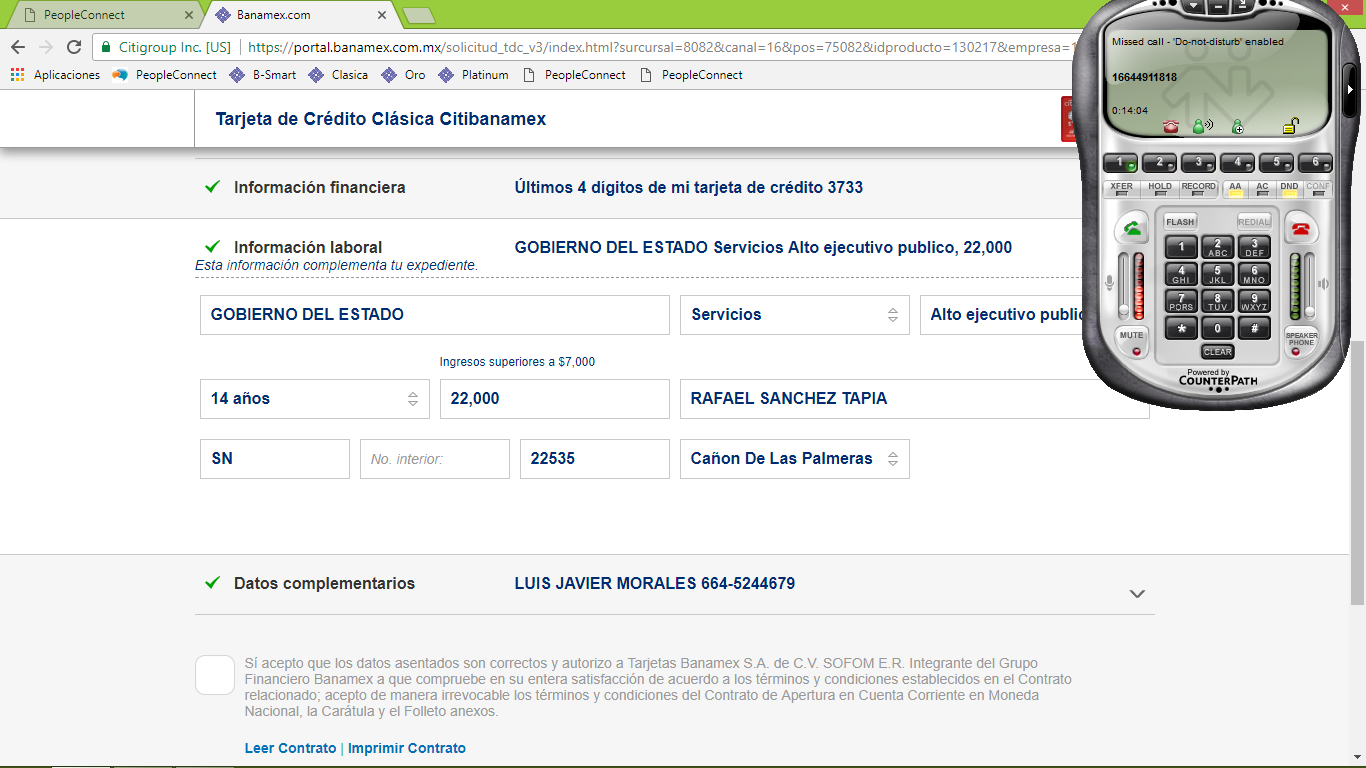 PeopleConnect
Banamex.com
Citigroup Inc. [US]
https://portal.banamex.com.mx/solicitud_tdc_v3/index.html?surcursal=8082&canal=16&pos=75082&idproducto=130217&empresa=1
Aplicaciones PeopleConnect B-Smart Clasica Oro Platinum PeopleConnect PeopleConnect
Tarjeta de Crédito Clásica Citibanamex
Información financiera
Últimos 4 dígitos de mi tarjeta de crédito 3733
Información laboral
GOBIERNO DEL ESTADO Servicios Alto ejecutivo publico, 22,000
Esta información complementa tu expediente.
GOBIERNO DEL ESTADO
Servicios
Alto ejecutivo public
Ingresos superiores a $7,000
14 años
22,000
RAFAEL SANCHEZ TAPIA
SN
No. interior:
22535
Cañon De Las Palmeras
Datos complementarios
LUIS JAVIER MORALES 664-5244679
Sí acepto que los datos asentados son correctos y autorizo a Tarjetas Banamex S.A. de C.V. SOFOM E.R. Integrante del Grupo
Financiero Banamex a que compruebe en su entera satisfacción de acuerdo a los términos y condiciones establecidos en el Contrato
relacionado; acepto de manera irrevocable los términos y condiciones del Contrato de Apertura en Cuenta Corriente en Moneda
Nacional, la Carátula y el Folleto anexos.
Leer Contrato | Imprimir Contrato
Missed call - 'Do-not-disturb' enabled
16644911818
0:14:04
1 2 3 4 5 6
XFER HOLD RECORD AA AC DND CONF
FLASH REDIAL
1 2 ABC 3 DEF
4 GHI 5 JKL 6 MNO
7 PQRS 8 TUV 9 WXYZ
* 0 #
MUTE
SPEAKER
PHONE
CLEAR
Powered by
COUNTERPATH